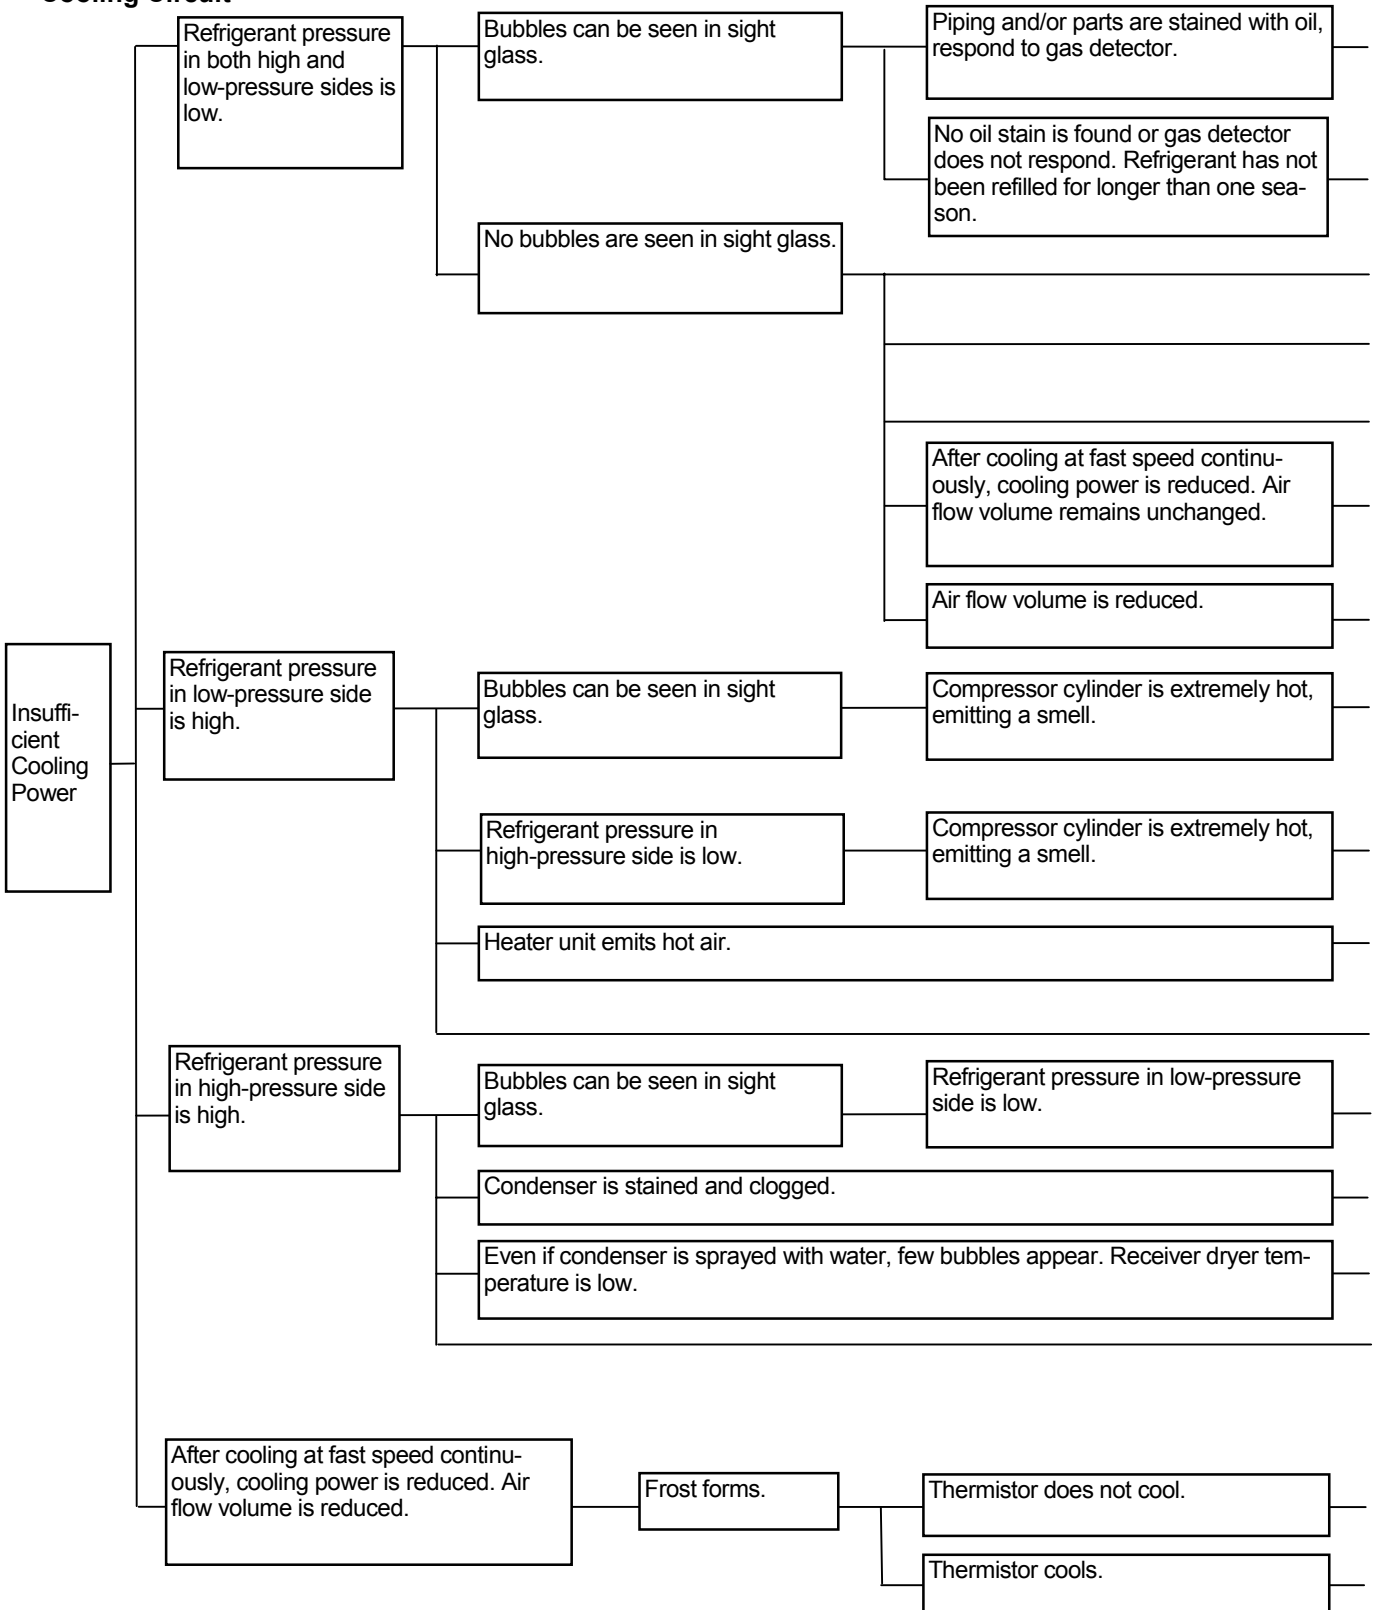 Cooling Circuit
Refrigerant pressure
in both high and
low-pressure sides is
low.
Bubbles can be seen in sight
glass.
Piping and/or parts are stained with oil,
respond to gas detector.
No oil stain is found or gas detector
does not respond. Refrigerant has not
been refilled for longer than one sea-
son.
No bubbles are seen in sight glass.
After cooling at fast speed continu-
ously, cooling power is reduced. Air
flow volume remains unchanged.
Air flow volume is reduced.
Insuffi-
cient
Cooling
Power
Refrigerant pressure
in low-pressure side
is high.
Bubbles can be seen in sight
glass.
Compressor cylinder is extremely hot,
emitting a smell.
Refrigerant pressure in
high-pressure side is low.
Compressor cylinder is extremely hot,
emitting a smell.
Heater unit emits hot air.
Refrigerant pressure
in high-pressure side
is high.
Bubbles can be seen in sight
glass.
Refrigerant pressure in low-pressure
side is low.
Condenser is stained and clogged.
Even if condenser is sprayed with water, few bubbles appear. Receiver dryer tem-
perature is low.
After cooling at fast speed continu-
ously, cooling power is reduced. Air
flow volume is reduced.
Frost forms.
Thermistor does not cool.
Thermistor cools.